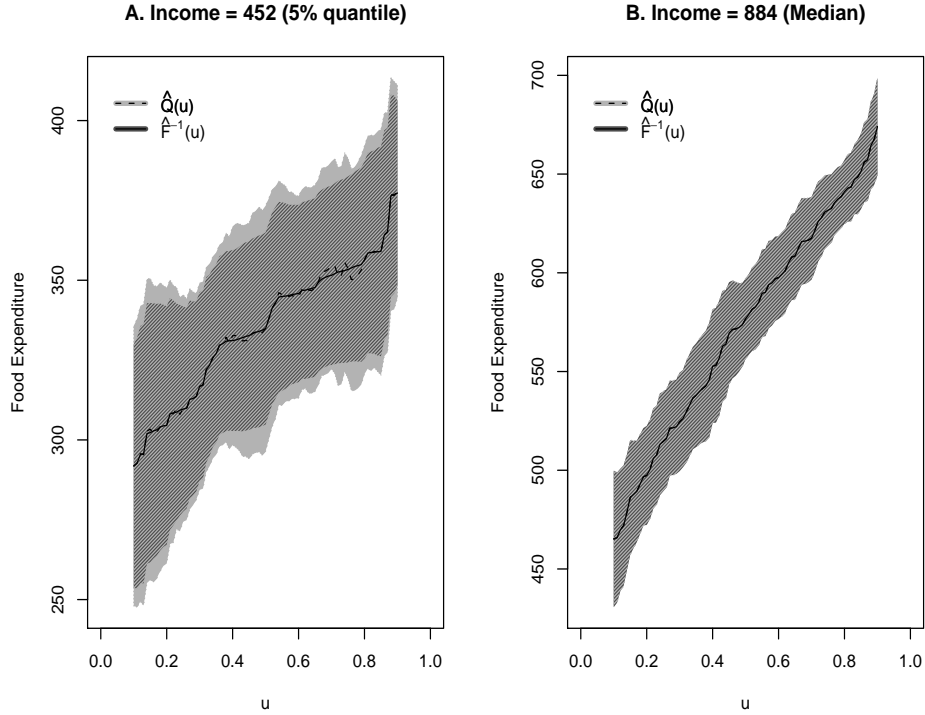 A. Income = 452 (5% quantile)
Q̂(u)
F̂⁻¹(u)
Food Expenditure
400
350
300
250
0.0 0.2 0.4 0.6 0.8 1.0
u
B. Income = 884 (Median)
Q̂(u)
F̂⁻¹(u)
Food Expenditure
700
650
600
550
500
450
0.0 0.2 0.4 0.6 0.8 1.0
u